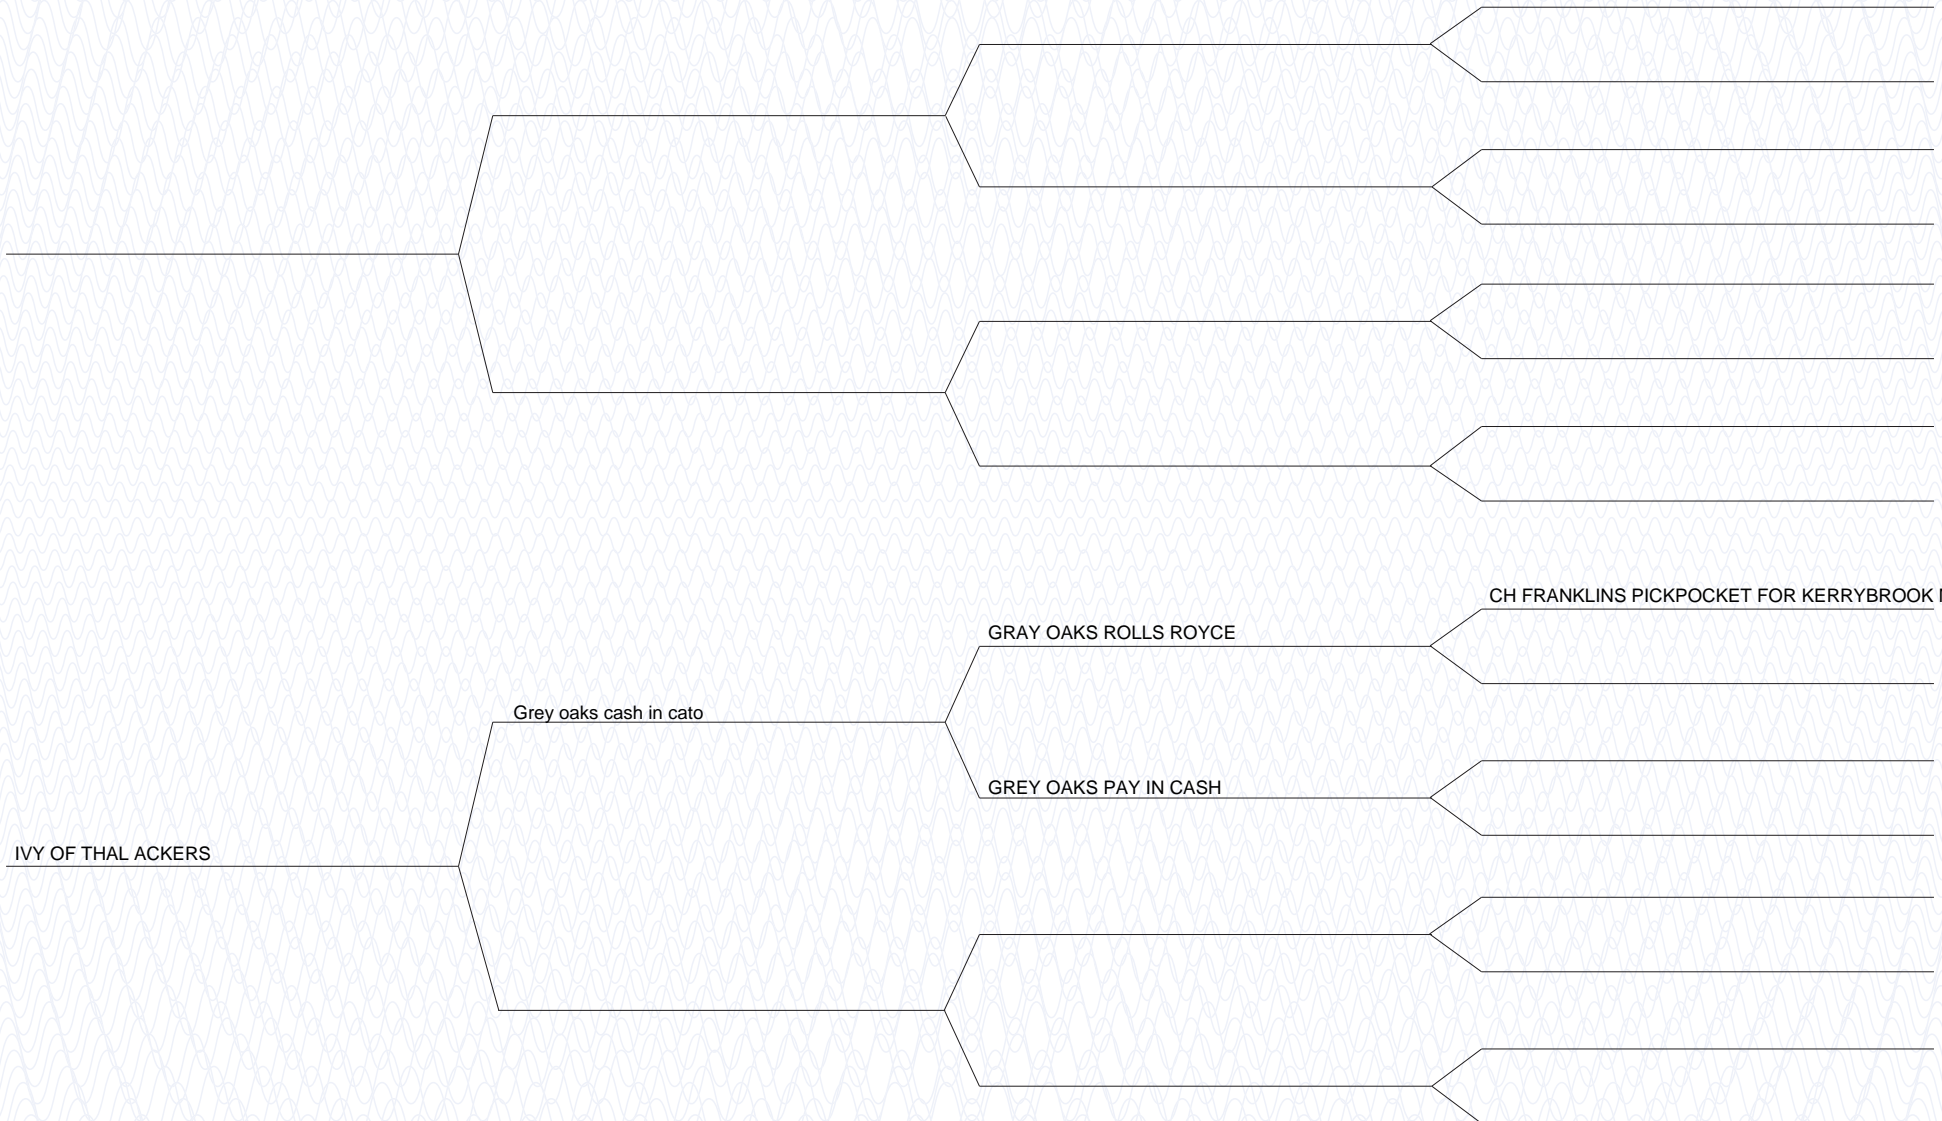 CH FRANKLINS PICKPOCKET FOR KERRYBROOK
GRAY OAKS ROLLS ROYCE
Grey oaks cash in cato
GREY OAKS PAY IN CASH
IVY OF THAL ACKERS